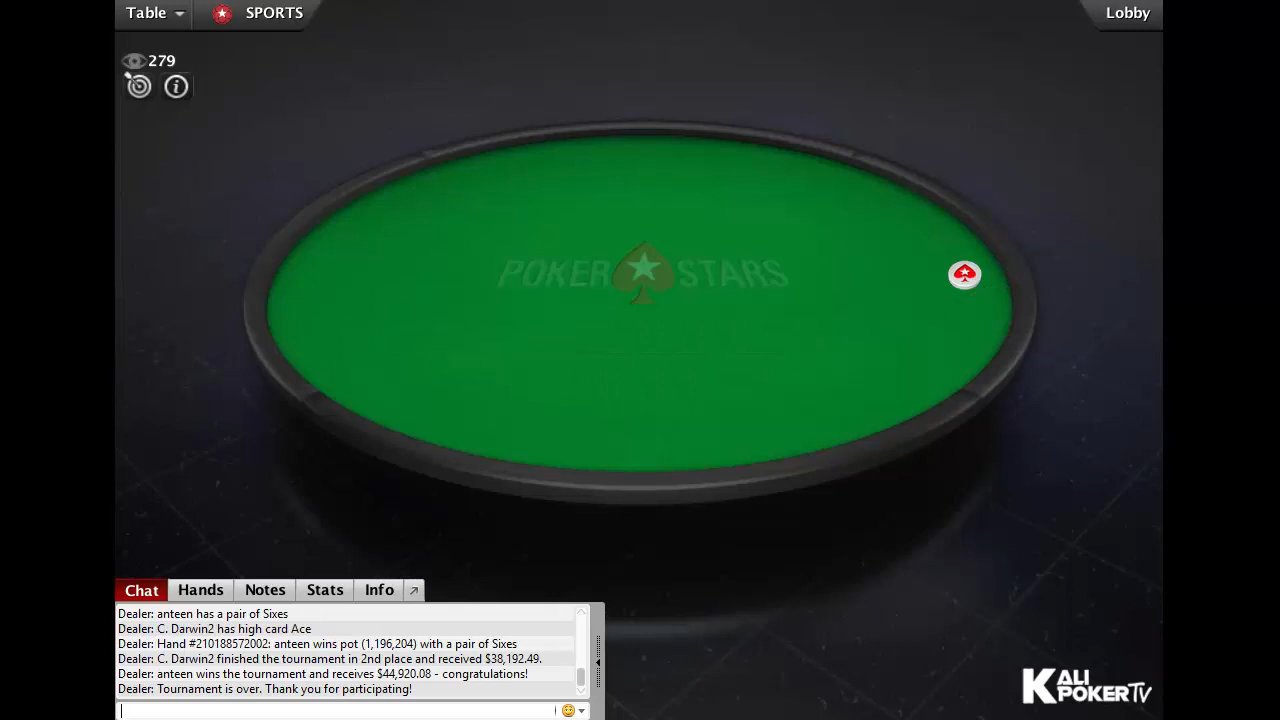 Table
SPORTS
Lobby
279
POKER STARS
Chat
Hands
Notes
Stats
Info
Dealer: anteen has a pair of Sixes
Dealer: C. Darwin2 has high card Ace
Dealer: Hand #210188572002: anteen wins pot (1,196,204) with a pair of Sixes
Dealer: C. Darwin2 finished the tournament in 2nd place and received $38,192.49.
Dealer: anteen wins the tournament and receives $44,920.08 - congratulations!
Dealer: Tournament is over. Thank you for participating!
KALI
POKERTV